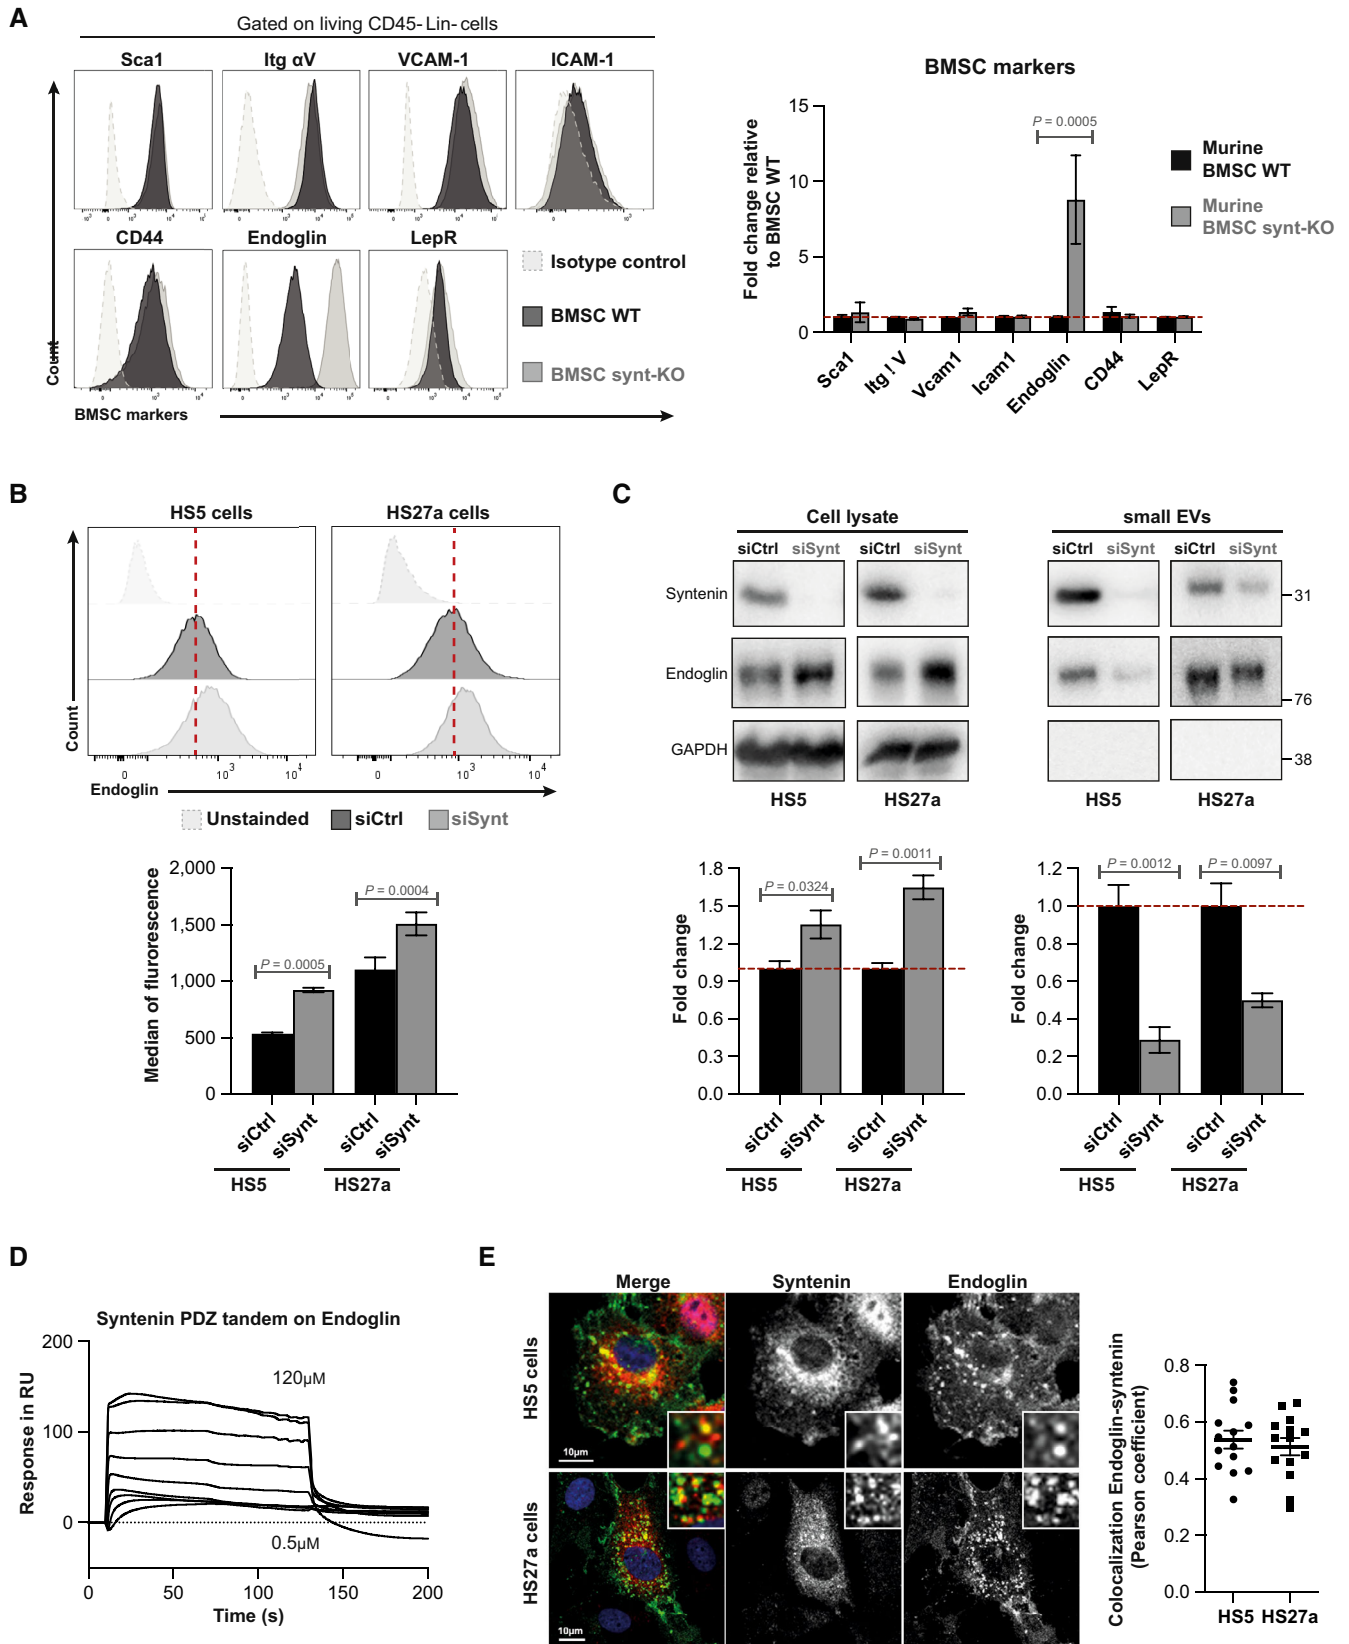 A
Gated on living CD45- Lin- cells
Sca1
Itg αV
VCAM-1
ICAM-1
CD44
Endoglin
LepR
Isotype control
BMSC WT
BMSC synt-KO
Count
BMSC markers
BMSC markers
Fold change relative
to BMSC WT
15
10
5
0
P = 0.0005
Murine
BMSC WT
Murine
BMSC synt-KO
Sca1
Itg ! V
Vcam1
Icam1
Endoglin
CD44
LepR
B
HS5 cells
HS27a cells
Count
0 10³ 10⁴
0 10³ 10⁴
Endoglin
Unstainded
siCtrl
siSynt
Median of flurorescence
2,000
1,500
1,000
500
0
P = 0.0005
P = 0.0004
siCtrl
siSynt
siCtrl
siSynt
HS5
HS27a
C
Cell lysate
small EVs
siCtrl siSynt siCtrl siSynt
siCtrl siSynt siCtrl siSynt
Syntenin
31
Endoglin
76
GAPDH
38
HS5
HS27a
HS5
HS27a
Fold change
1.8
1.5
1.2
0.9
0.6
0.3
0.0
P = 0.0324
P = 0.0011
siCtrl
siSynt
siCtrl
siSynt
HS5
HS27a
Fold change
1.2
1.0
0.8
0.6
0.4
0.2
0.0
P = 0.0012
P = 0.0097
siCtrl
siSynt
siCtrl
siSynt
HS5
HS27a
D
Syntenin PDZ tandem on Endoglin
Response in RU
200
100
0
120µM
0.5µM
0 50 100 150 200
Time (s)
E
Merge
Syntenin
Endoglin
HS5 cells
10µm
HS27a cells
10µm
Colocalization Endoglin-syntenin
(Pearson coefficient)
0.8
0.6
0.4
0.2
0.0
HS5 HS27a